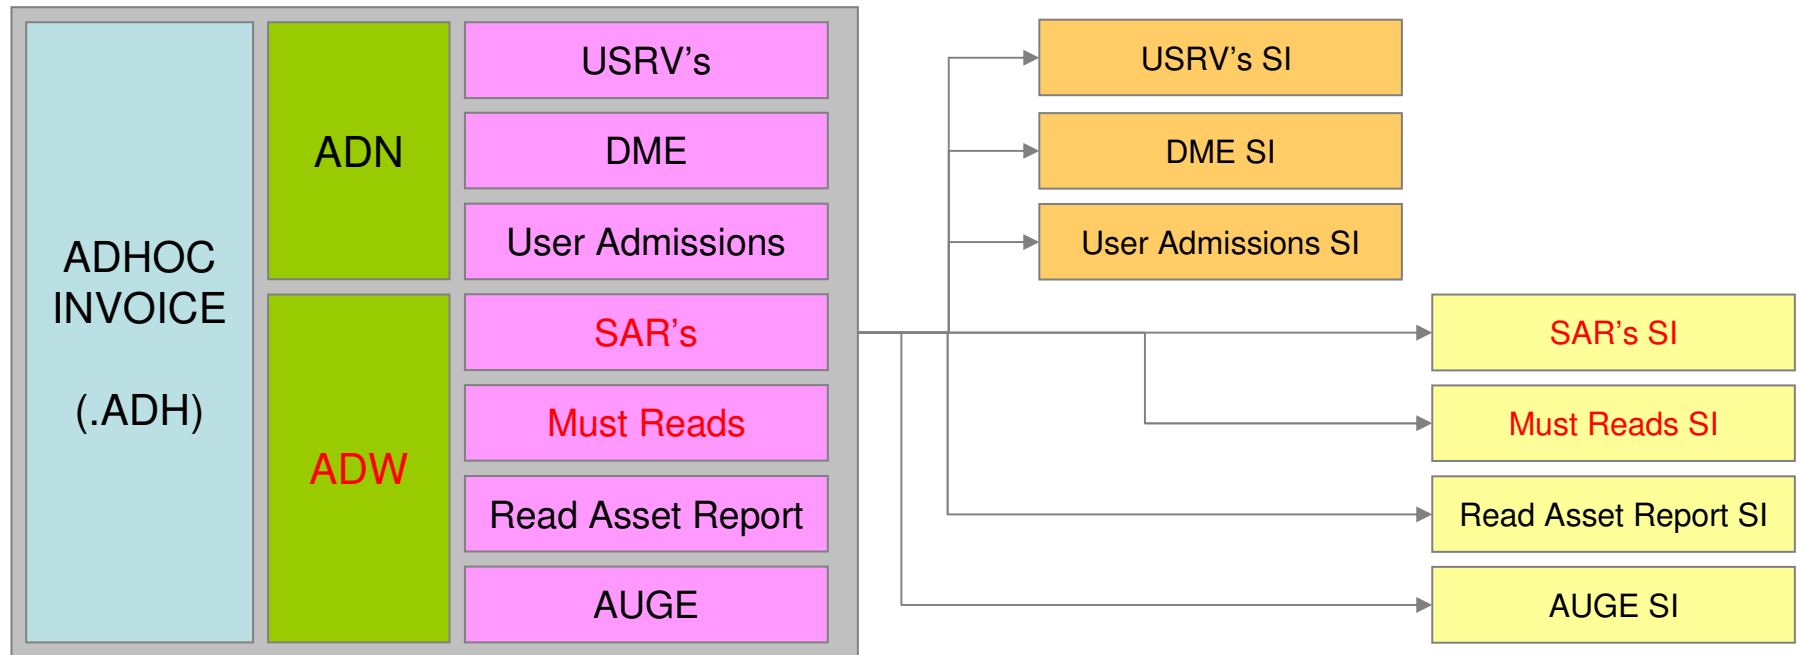 ADHOC
INVOICE
(.ADH)
ADN
ADW
USRV's
DME
User Admissions
SAR's
Must Reads
Read Asset Report
AUGE
USRV's SI
DME SI
User Admissions SI
SAR's SI
Must Reads SI
Read Asset Report SI
AUGE SI